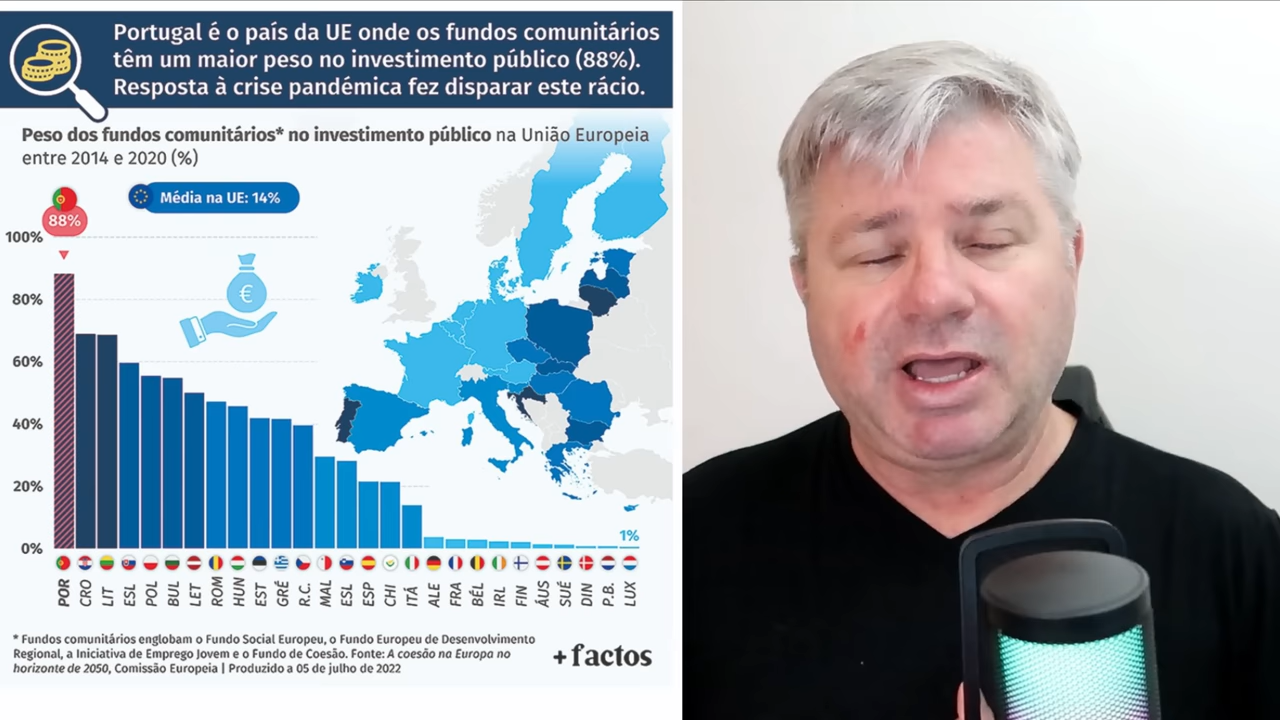 Portugal é o país da UE onde os fundos comunitários
têm um maior peso no investimento público (88%).
Resposta à crise pandémica fez disparar este rácio.
Peso dos fundos comunitários* no investimento público na União Europeia
entre 2014 e 2020 (%)
Média na UE: 14%
88%
100%
80%
€
60%
40%
20%
1%
0%
POR CRO LIT ESL POL BUL LET ROM HUN EST GRÉ R.C. MAL ESL ESP CHI ITÁ ALE FRA BÉL IRL FIN ÁUS SUÉ DIN P.B. LUX
* Fundos comunitários englobam o Fundo Social Europeu, o Fundo Europeu de Desenvolvimento
Regional, a Iniciativa de Emprego Jovem e o Fundo de Coesão. Fonte: A coesão na Europa no
horizonte de 2050, Comissão Europeia | Produzido a 05 de julho de 2022
+factos